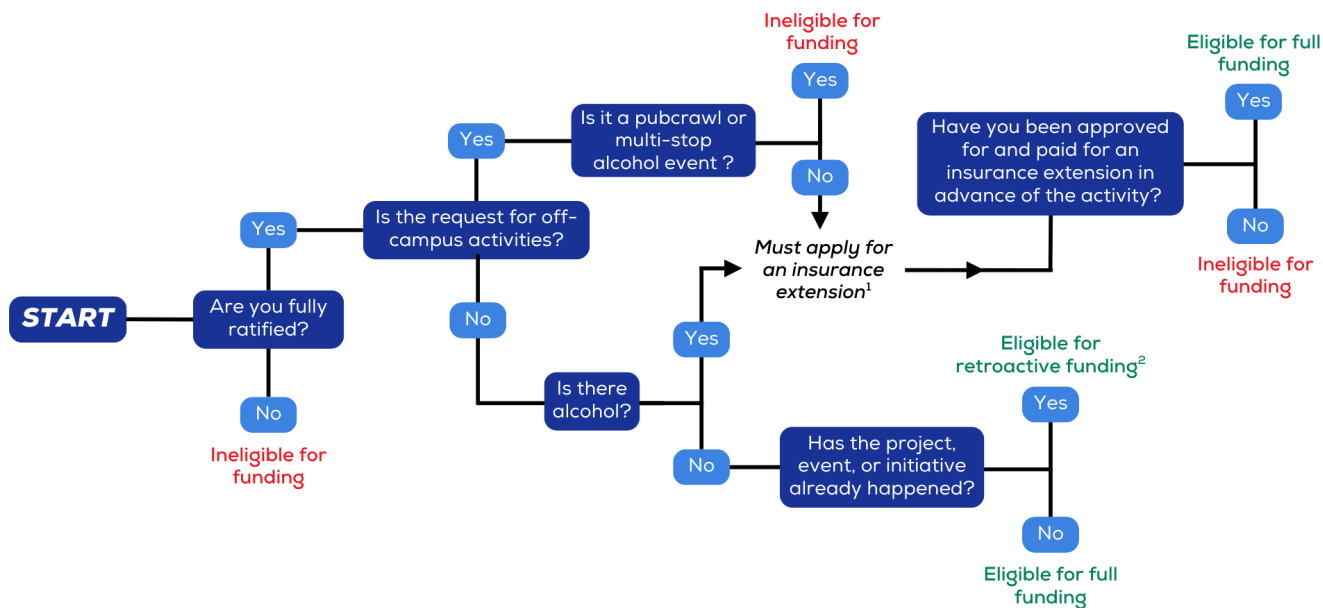 START
Are you fully
ratified?
Yes
No
Ineligible for
funding
Is the request for off-
campus activities?
Yes
No
Is it a pubcrawl or
multi-stop
alcohol event ?
Yes
Ineligible for
funding
No
Must apply for
an insurance
extension¹
Have you been approved
for and paid for an
insurance extension in
advance of the activity?
Yes
Eligible for full
funding
No
Ineligible for
funding
Is there
alcohol?
Yes
No
Has the project,
event, or initiative
already happened?
Yes
Eligible for
retroactive funding²
No
Eligible for full
funding